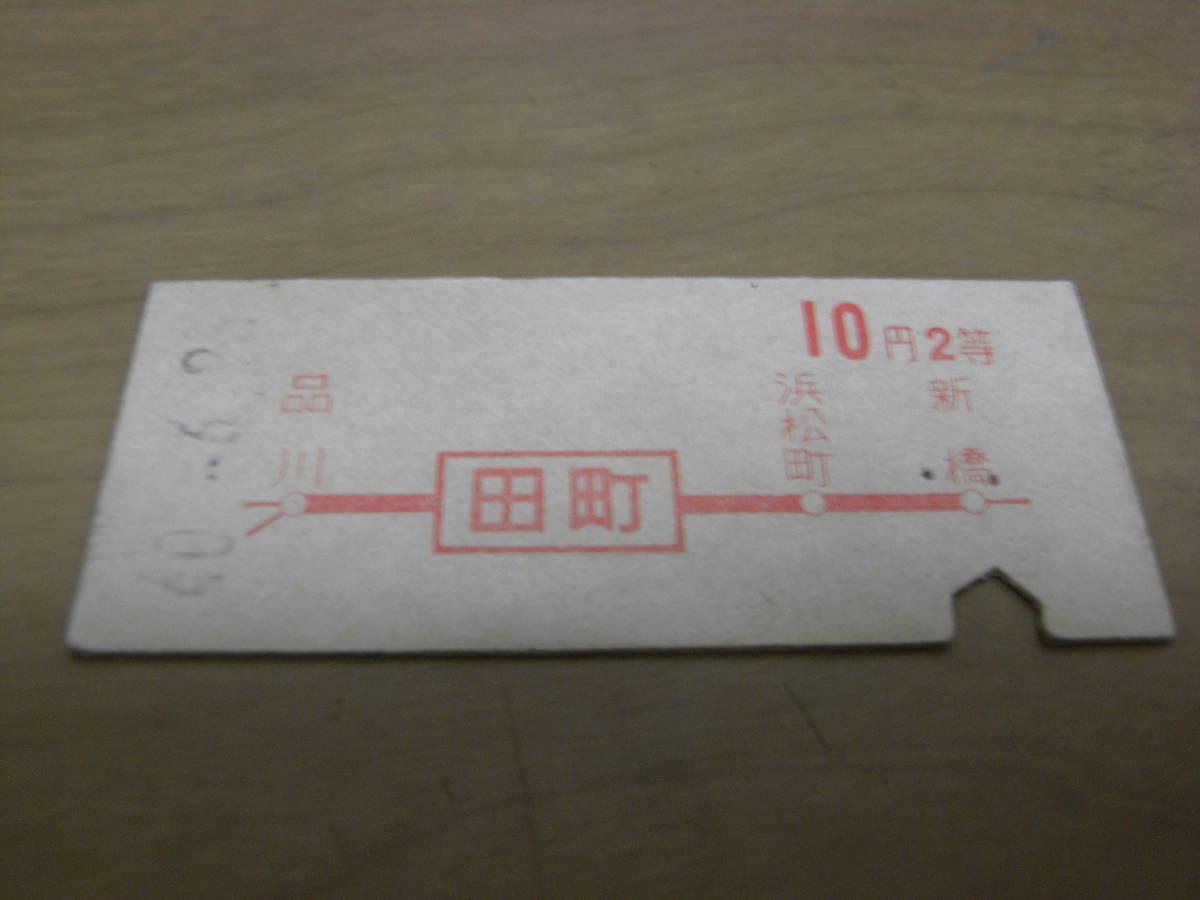 10円2等
品川
田町
浜松町
新橋
40.-6.2